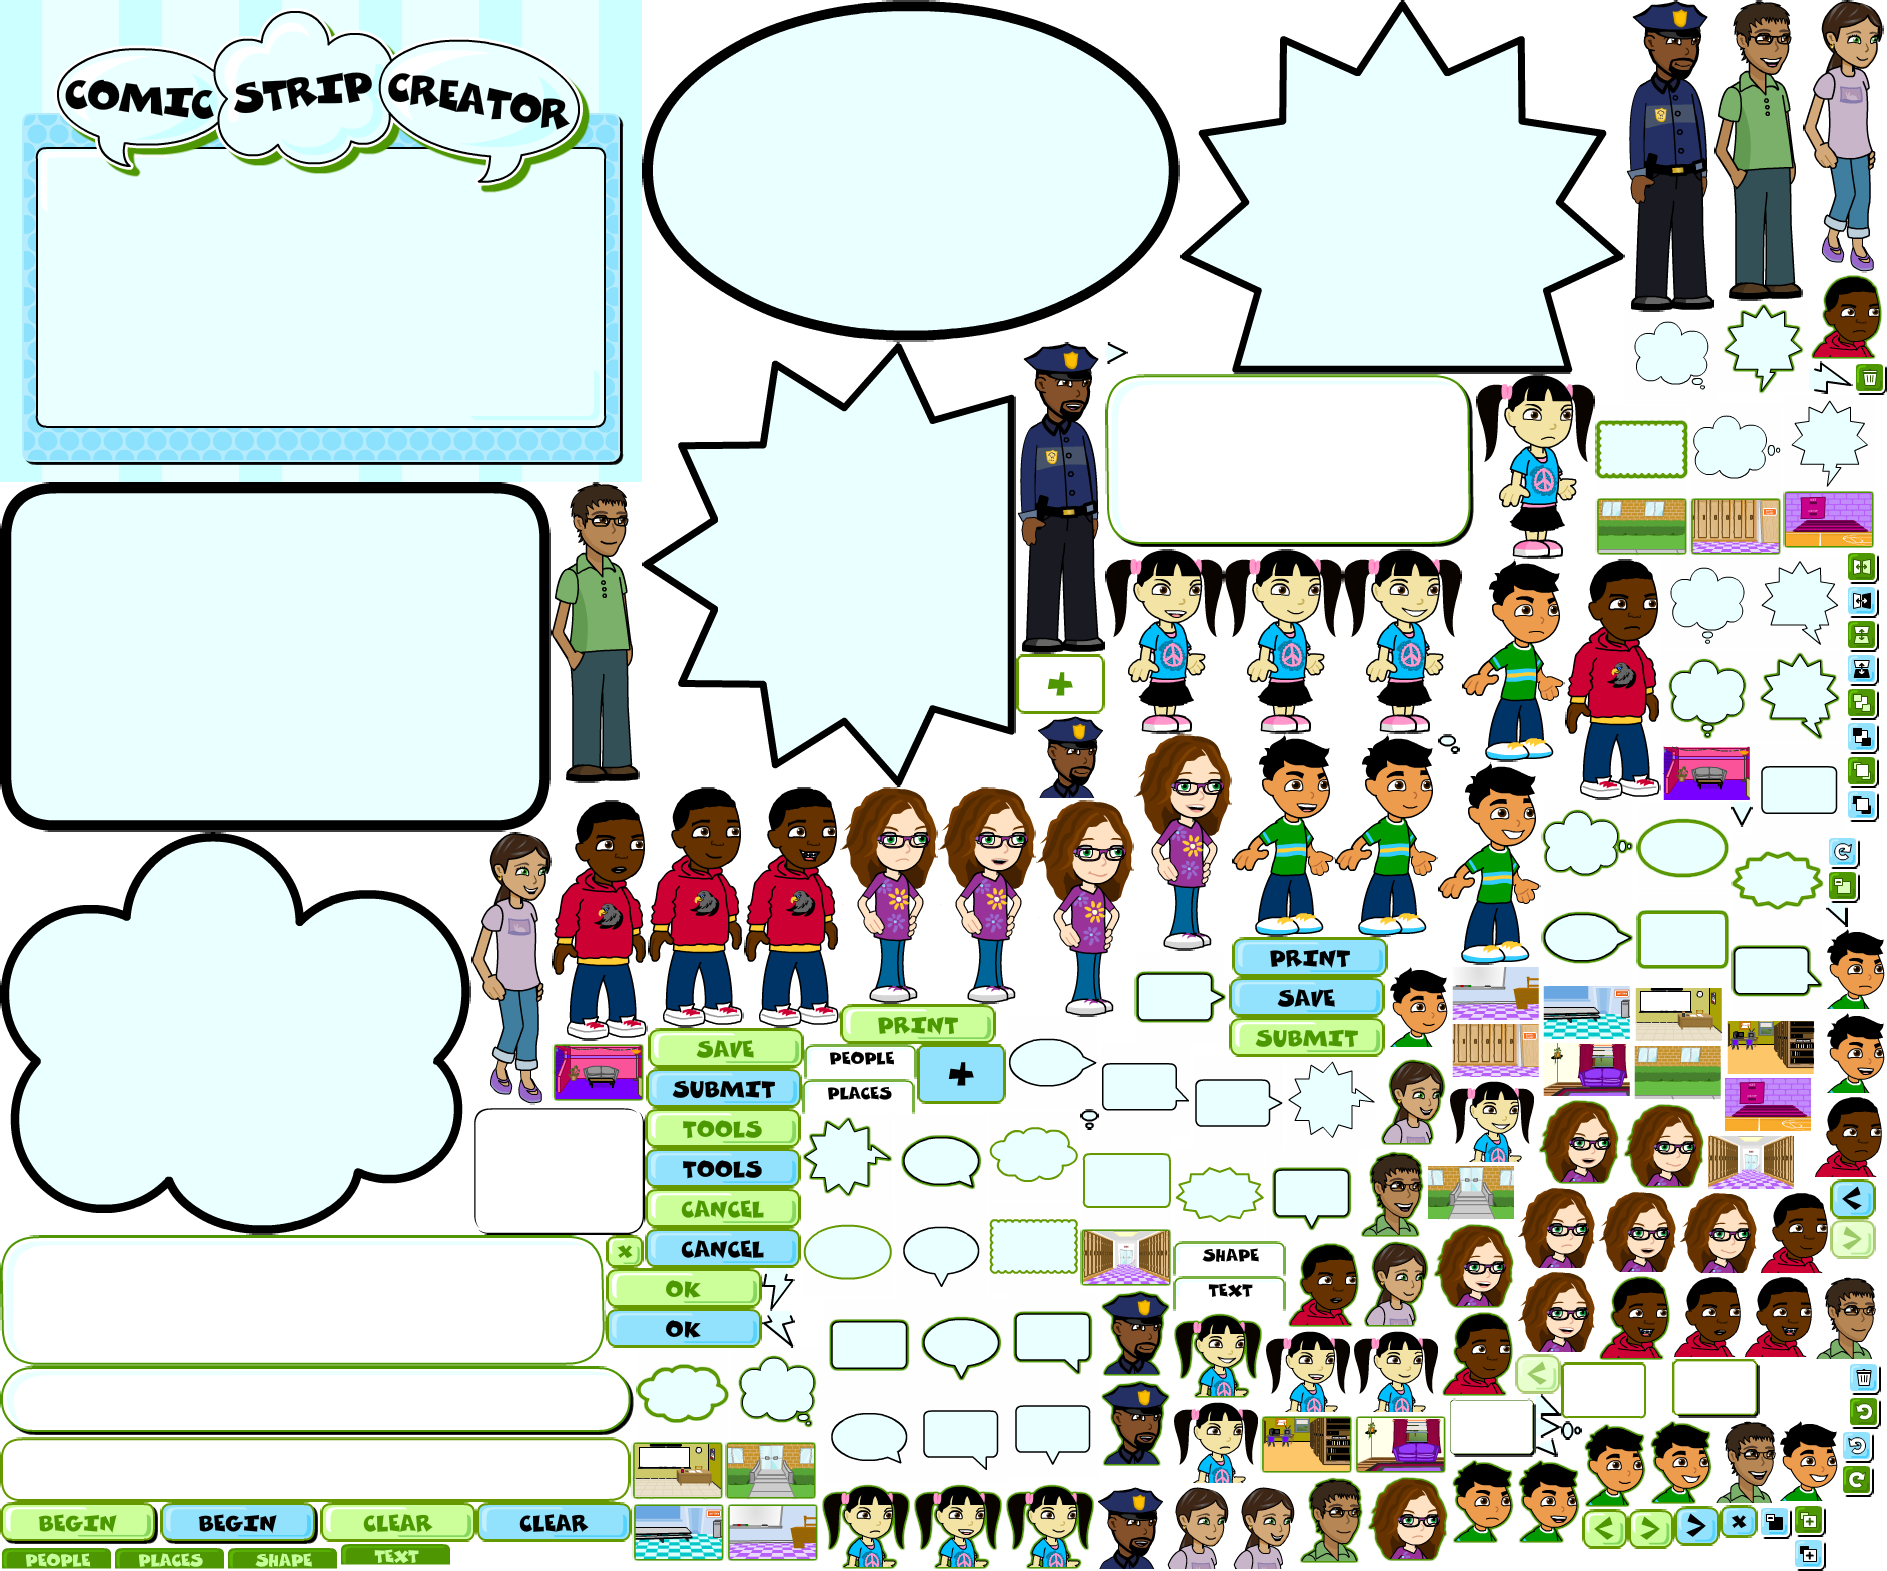 COMIC STRIP CREATOR
PRINT
SAVE
SUBMIT
PRINT
SAVE
SUBMIT
TOOLS
TOOLS
CANCEL
CANCEL
OK
OK
PEOPLE
PLACES
SHAPE
TEXT
BEGIN
BEGIN
CLEAR
CLEAR
PEOPLE
PLACES
SHAPE
TEXT